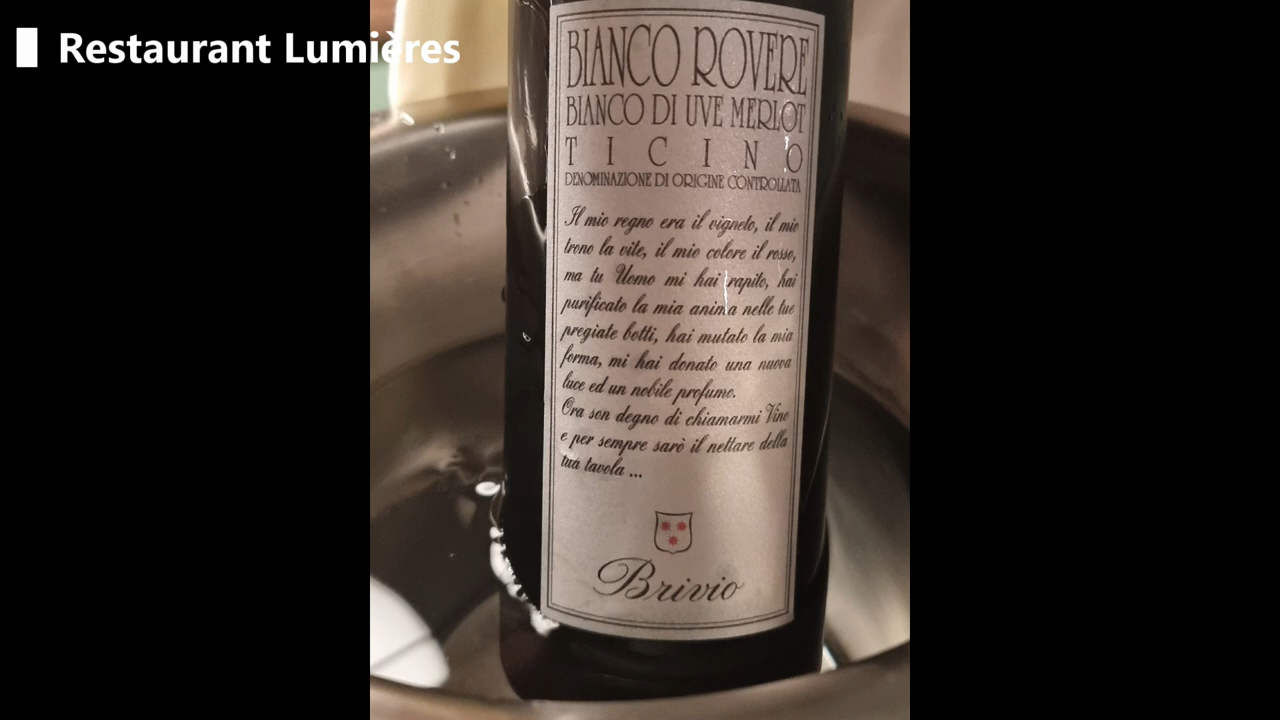 Restaurant Lumières
BIANCO ROVERE
BIANCO DI UVE MERLOT
TICINO
DENOMINAZIONE DI ORIGINE CONTROLLATA
Il mio regno era il vigneto, il mio
trono la vite, il mio colore il rosso,
ma tu Uomo mi hai rapito, hai
purificato la mia anima nelle tue
pregiate botti, hai mutato la mia
forma, mi hai donato una nuova
luce ed un nobile profumo.
Ora son degno di chiamarmi Vino
e per sempre sarò il nettare della
tua tavola ...
Brivio